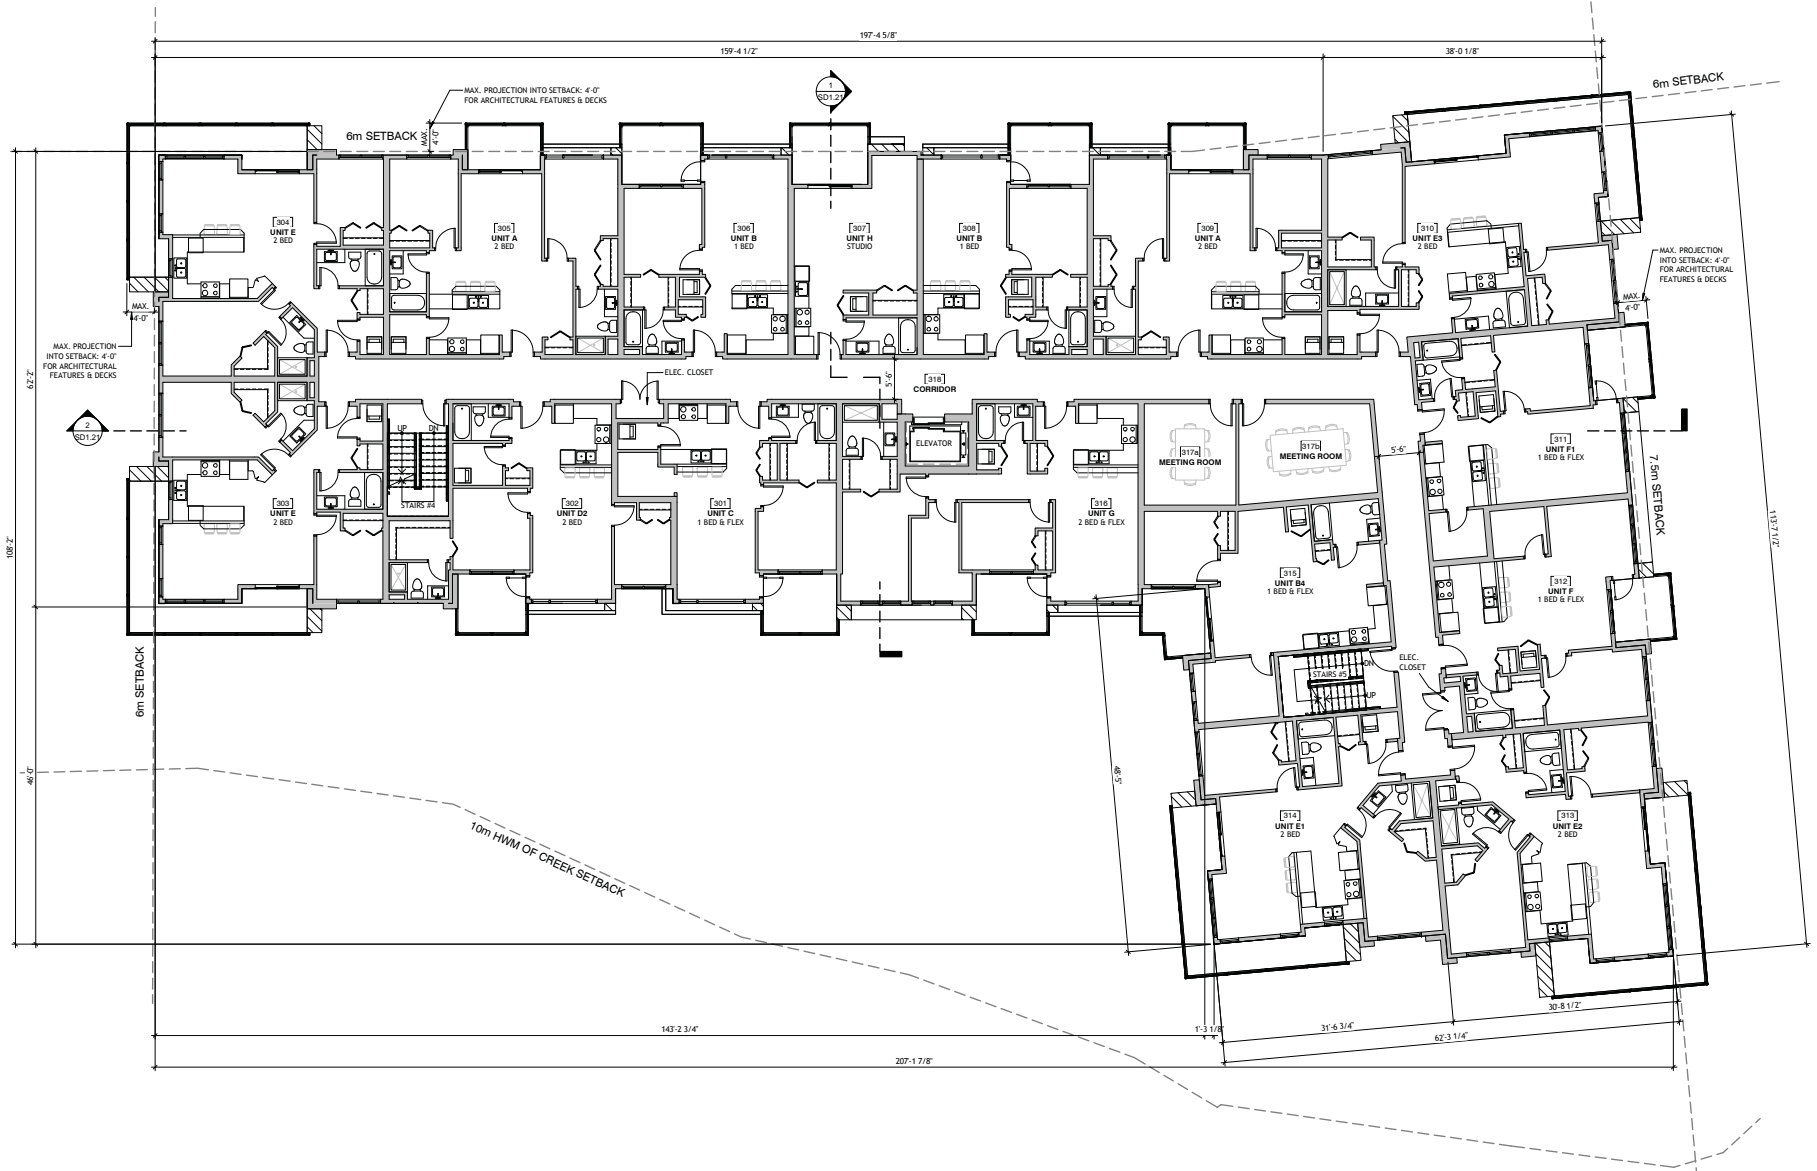 197'-4 5/8"
159'-4 1/2"
38'-0 1/8"
6m SETBACK
MAX. PROJECTION INTO SETBACK: 4'-0"
FOR ARCHITECTURAL FEATURES & DECKS
1
SD1.21
6m SETBACK
MAX.
4'-0"
304
UNIT E
2 BED
305
UNIT A
2 BED
306
UNIT B
1 BED
307
UNIT H
STUDIO
308
UNIT B
1 BED
309
UNIT A
2 BED
310
UNIT E3
2 BED
MAX. PROJECTION
INTO SETBACK: 4'-0"
FOR ARCHITECTURAL
FEATURES & DECKS
MAX.
4'-0"
MAX.
4'-0"
MAX. PROJECTION
INTO SETBACK: 4'-0"
FOR ARCHITECTURAL
FEATURES & DECKS
62'-2"
ELEC. CLOSET
5'-6"
318
CORRIDOR
2
SD1.21
UP
DN
STAIRS #4
ELEVATOR
317a
MEETING ROOM
317b
MEETING ROOM
5'-6"
311
UNIT F1
1 BED & FLEX
7.5m SETBACK
113'-7 1/2"
303
UNIT E
2 BED
302
UNIT D2
2 BED
301
UNIT C
1 BED & FLEX
316
UNIT G
2 BED & FLEX
108'-2"
315
UNIT B4
1 BED & FLEX
312
UNIT F
1 BED & FLEX
ELEC.
CLOSET
DN
STAIRS #5
UP
6m SETBACK
46'-0"
48'-5"
10m HWM OF CREEK SETBACK
314
UNIT E1
2 BED
313
UNIT E2
2 BED
30'-8 1/2"
31'-6 3/4"
62'-3 1/4"
143'-2 3/4"
1'-3 1/8"
207'-1 7/8"